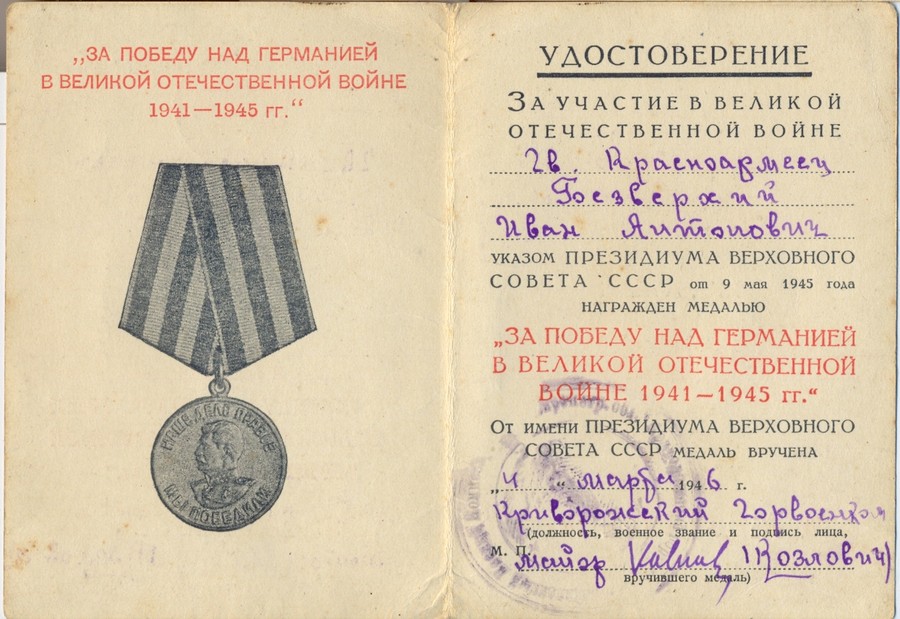 „ЗА ПОБЕДУ НАД ГЕРМАНИЕЙ
В ВЕЛИКОЙ ОТЕЧЕСТВЕННОЙ ВОЙНЕ
1941—1945 гг.“
НАШЕ ДЕЛО ПРАВОЕ
МЫ ПОБЕДИЛИ
УДОСТОВЕРЕНИЕ
ЗА УЧАСТИЕ В ВЕЛИКОЙ
ОТЕЧЕСТВЕННОЙ ВОЙНЕ
Гв. Красноармеец
Безверхий
Иван Антонович
УКАЗОМ ПРЕЗИДИУМА ВЕРХОВНОГО
СОВЕТА СССР от 9 мая 1945 года
НАГРАЖДЕН МЕДАЛЬЮ
„ЗА ПОБЕДУ НАД ГЕРМАНИЕЙ
В ВЕЛИКОЙ ОТЕЧЕСТВЕННОЙ
ВОЙНЕ 1941—1945 гг.“
От имени ПРЕЗИДИУМА ВЕРХОВНОГО
СОВЕТА СССР МЕДАЛЬ ВРУЧЕНА
марта 1946 г.
Криворожский Горвоенком
(должность, военное звание и подпись лица,
М. П. майор (Козлович)
вручившего медаль)